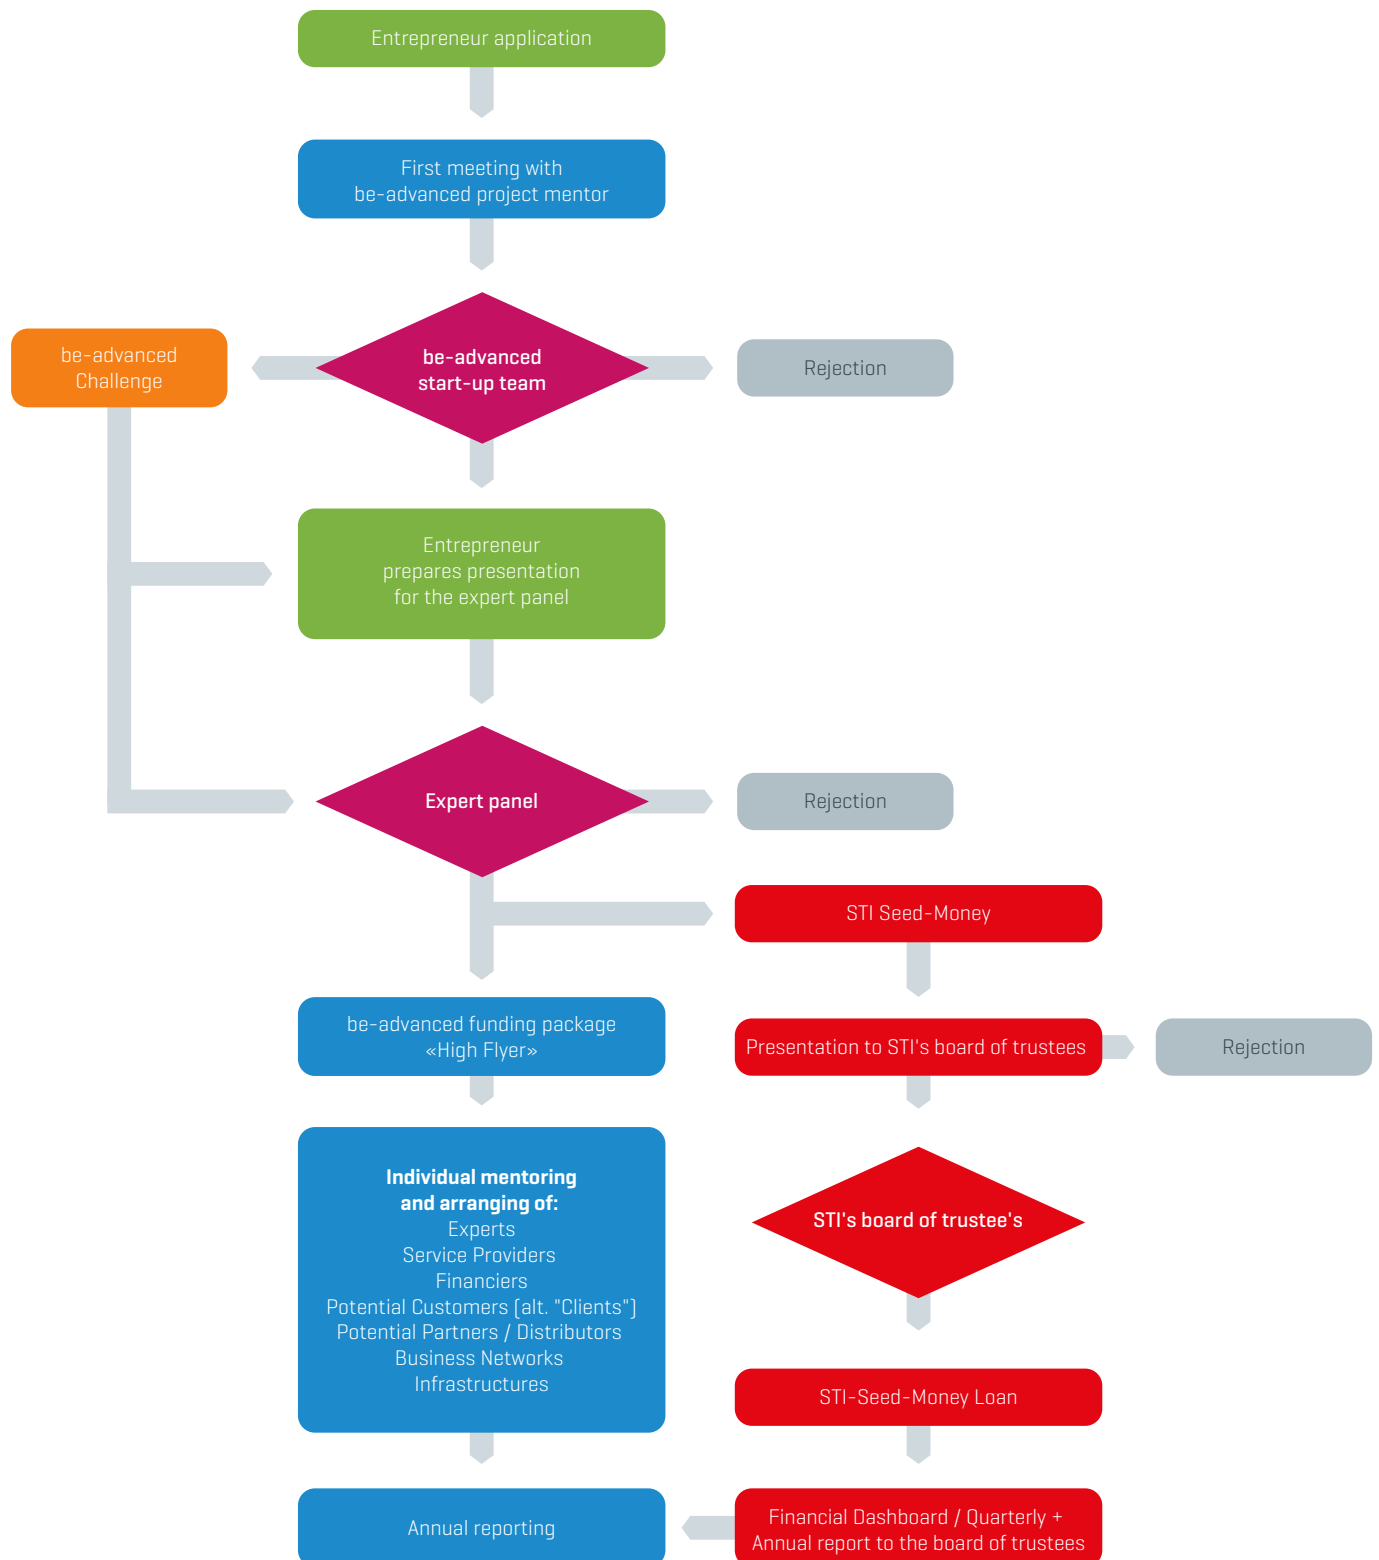 Entrepreneur application
First meeting with
be-advanced project mentor
be-advanced
Challenge
be-advanced
start-up team
Rejection
Entrepreneur
prepares presentation
for the expert panel
Expert panel
Rejection
STI Seed-Money
be-advanced funding package
«High Flyer»
Presentation to STI's board of trustees
Rejection
Individual mentoring
and arranging of:
Experts
Service Providers
Financiers
Potential Customers (alt. "Clients")
Potential Partners / Distributors
Business Networks
Infrastructures
STI's board of trustee's
STI-Seed-Money Loan
Annual reporting
Financial Dashboard / Quarterly +
Annual report to the board of trustees